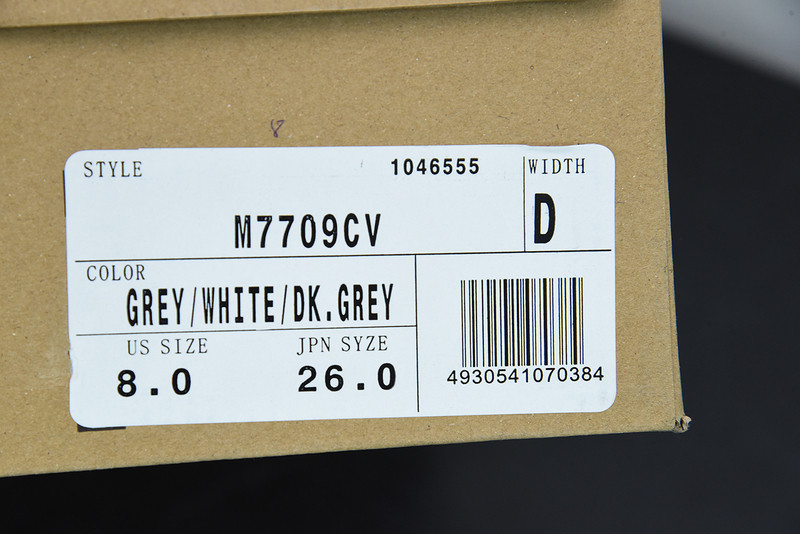 8
STYLE 1046555 WIDTH
M7709CV D
COLOR
GREY/WHITE/DK.GREY
US SIZE JPN SYZE
8.0 26.0
4930541070384